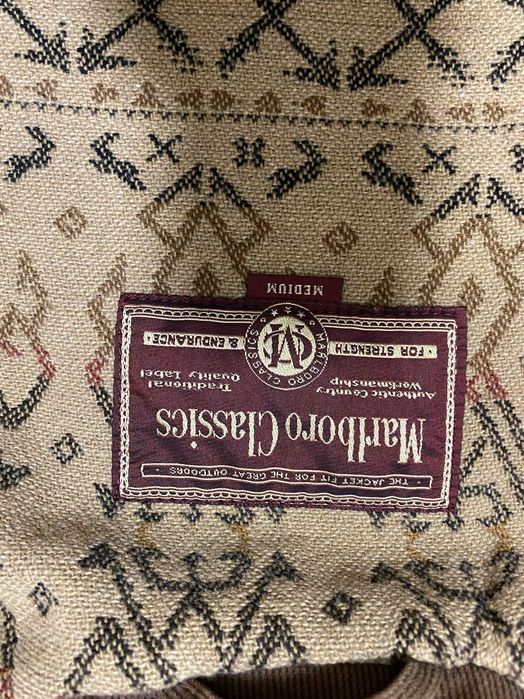 THE JACKET FIT FOR THE GREAT OUTDOORS
Marlboro Classics
Authentic Country
Workmanship
Traditional
Quality Label
· FOR STRENGTH · & ENDURANCE ·
MARLBORO CLASSICS
MC
MEDIUM